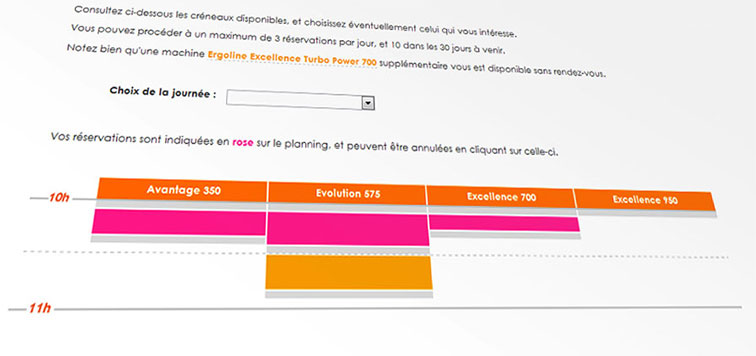 Consultez ci-dessous les créneaux disponibles, et choisissez éventuellement celui qui vous intéresse.
Vous pouvez procéder à un maximum de 3 réservations par jour, et 10 dans les 30 jours à venir.
Notez bien qu'une machine Ergoline Excellence Turbo Power 700 supplémentaire vous est disponible sans rendez-vous.
Choix de la journée :
Vos réservations sont indiquées en rose sur le planning, et peuvent être annulées en cliquant sur celle-ci.
Avantage 350 Evolution 575 Excellence 700 Excellence 950
10h
11h